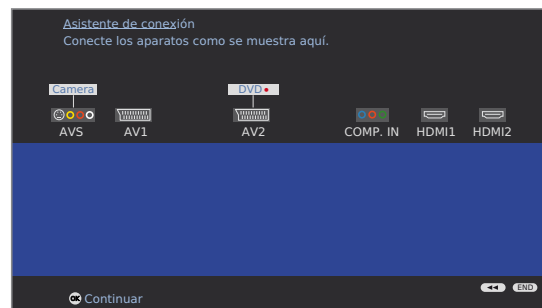 Asistente de conexión
Conecte los aparatos como se muestra aquí.
Camera
DVD
AVS AV1 AV2 COMP. IN HDMI1 HDMI2
OK Continuar
END